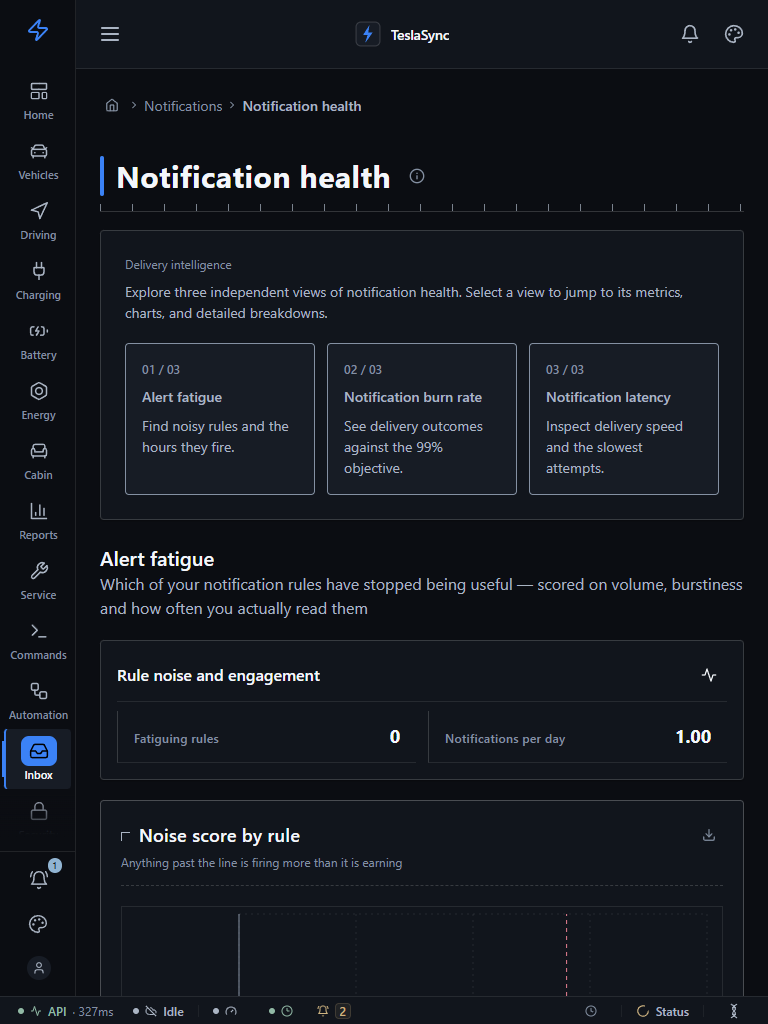 TeslaSync
Home
Vehicles
Driving
Charging
Battery
Energy
Cabin
Reports
Service
Commands
Automation
Inbox
1
Notifications
Notification health
Notification health
Delivery intelligence
Explore three independent views of notification health. Select a view to jump to its metrics,
charts, and detailed breakdowns.
01 / 03
Alert fatigue
Find noisy rules and the
hours they fire.
02 / 03
Notification burn rate
See delivery outcomes
against the 99%
objective.
03 / 03
Notification latency
Inspect delivery speed
and the slowest
attempts.
Alert fatigue
Which of your notification rules have stopped being useful — scored on volume, burstiness
and how often you actually read them
Rule noise and engagement
Fatiguing rules 0
Notifications per day 1.00
Noise score by rule
Anything past the line is firing more than it is earning
API · 327ms Idle 2 Status